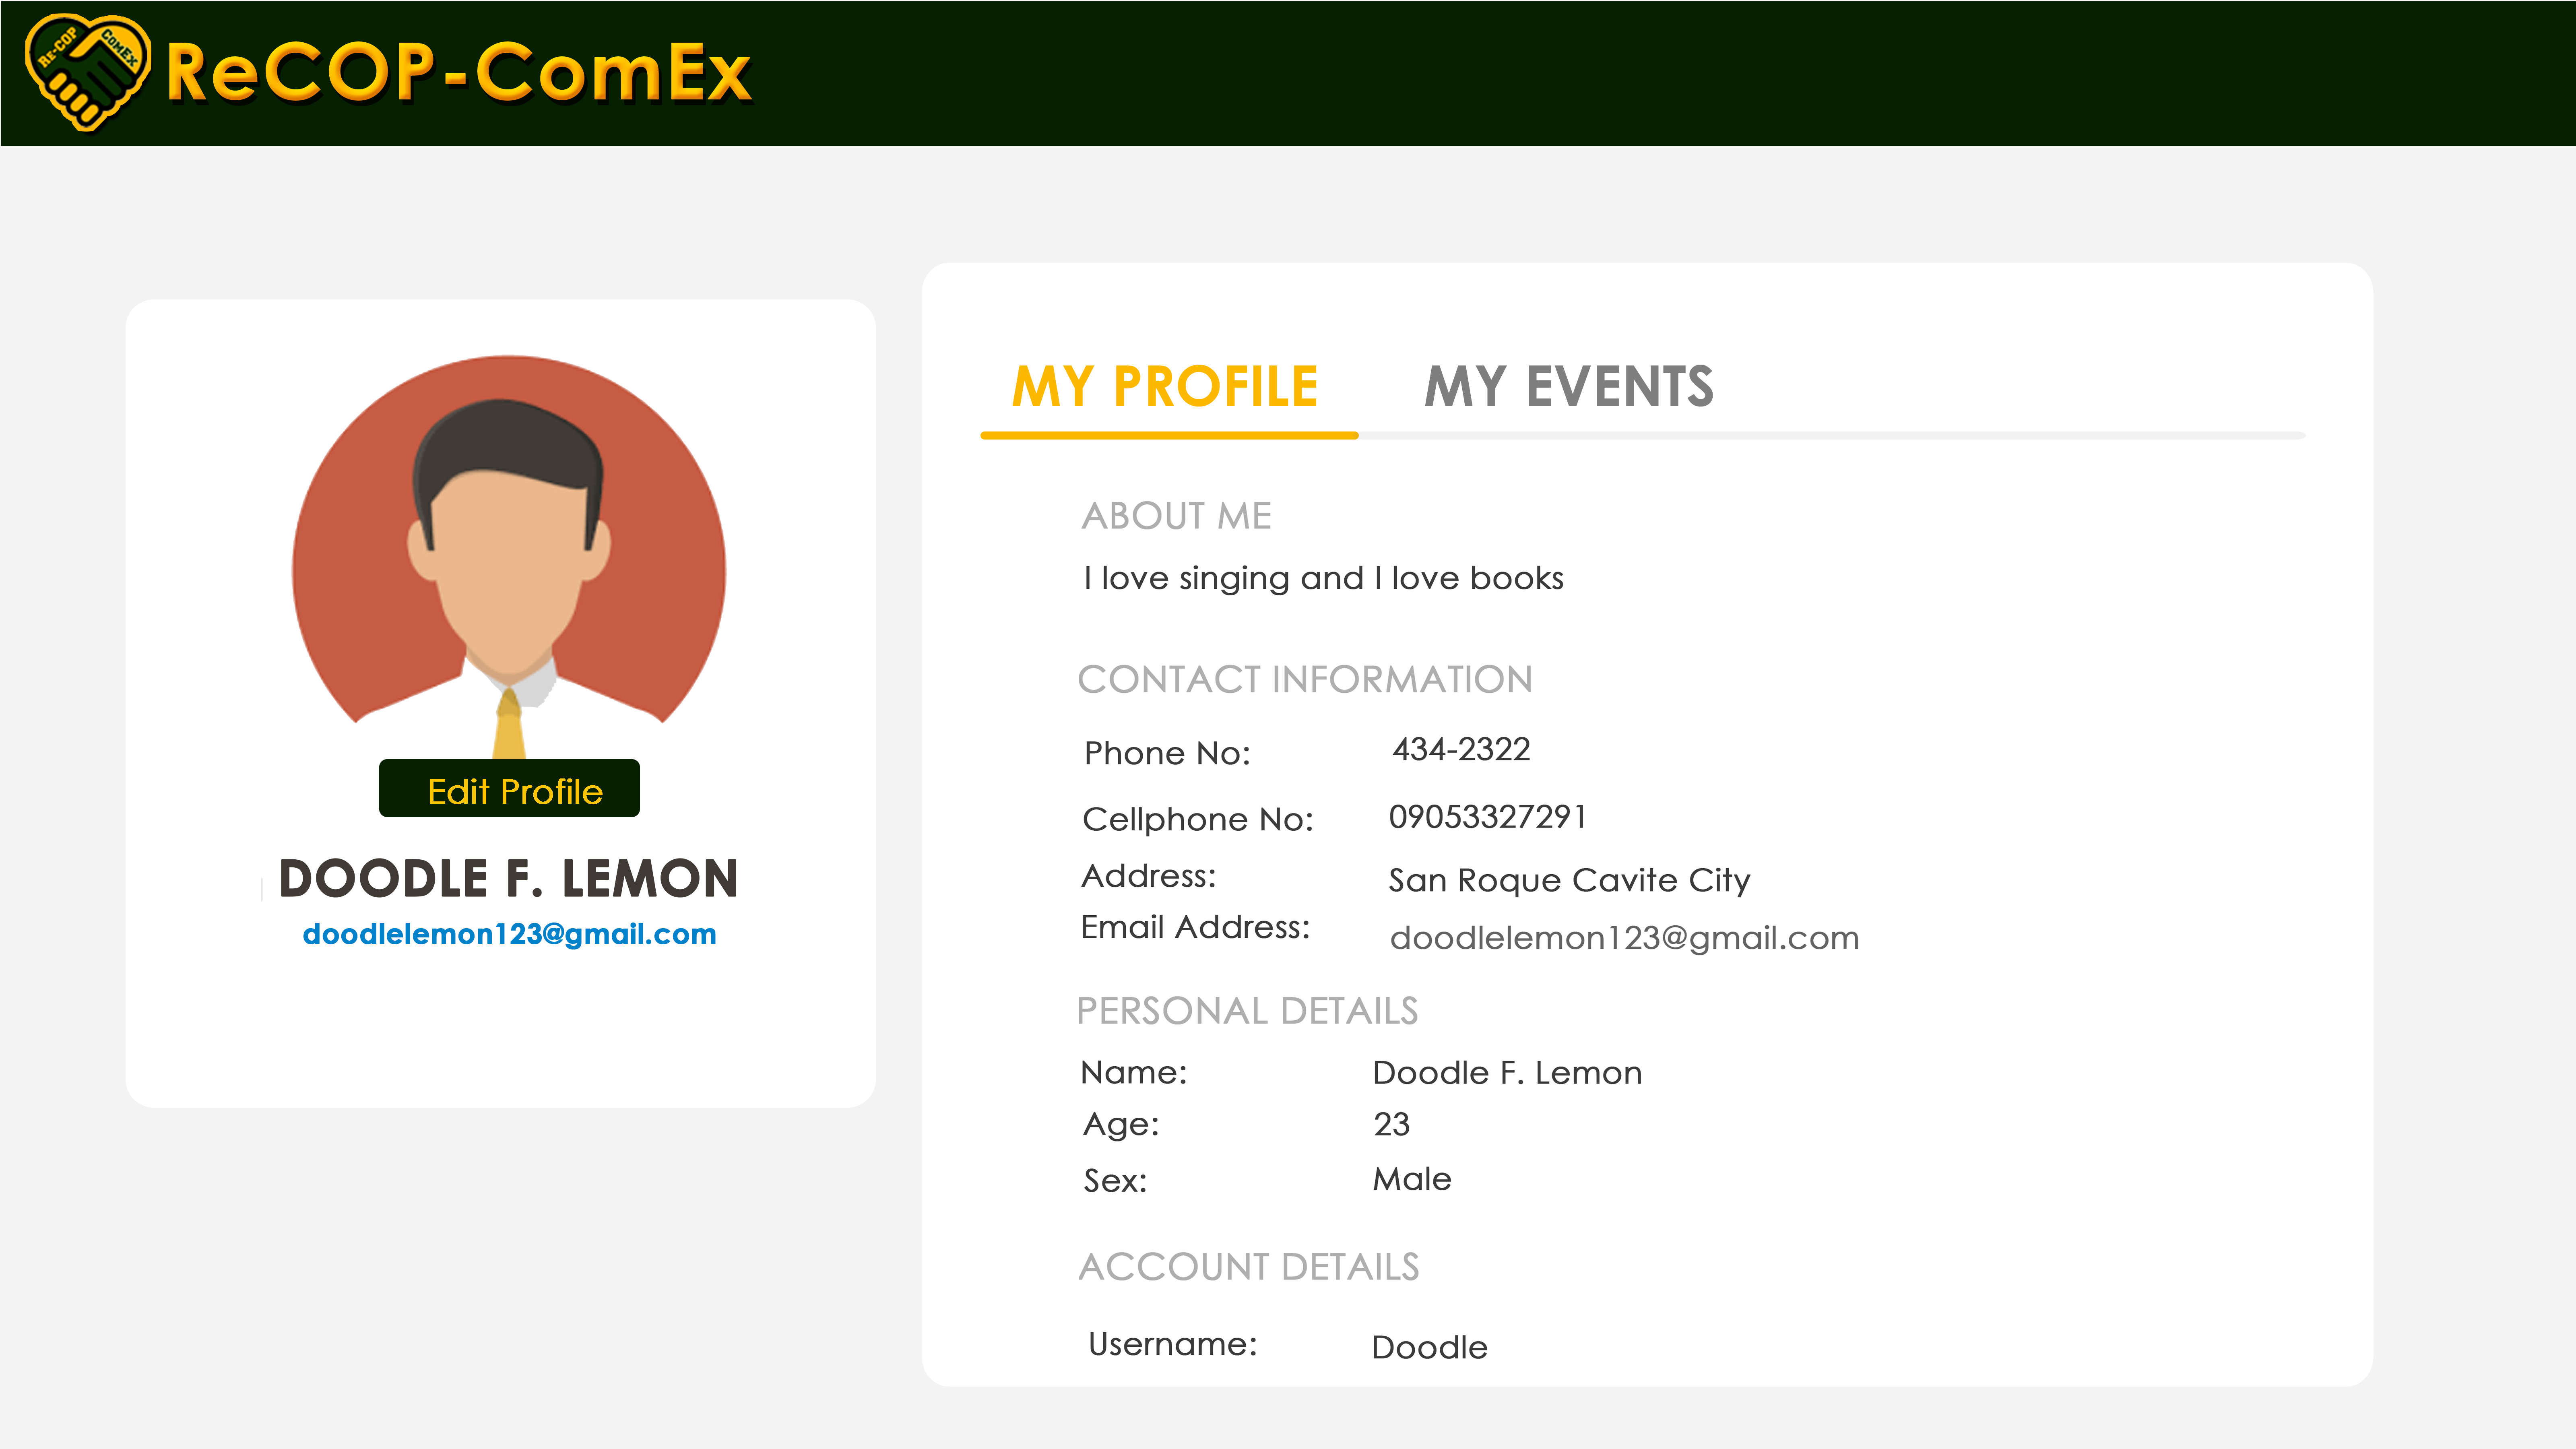 RE-COP
COMEX
ReCOP-ComEx
Edit Profile
DOODLE F. LEMON
doodlelemon123@gmail.com
MY PROFILE MY EVENTS
ABOUT ME
I love singing and I love books
CONTACT INFORMATION
Phone No: 434-2322
Cellphone No: 09053327291
Address: San Roque Cavite City
Email Address: doodlelemon123@gmail.com
PERSONAL DETAILS
Name: Doodle F. Lemon
Age: 23
Sex: Male
ACCOUNT DETAILS
Username: Doodle